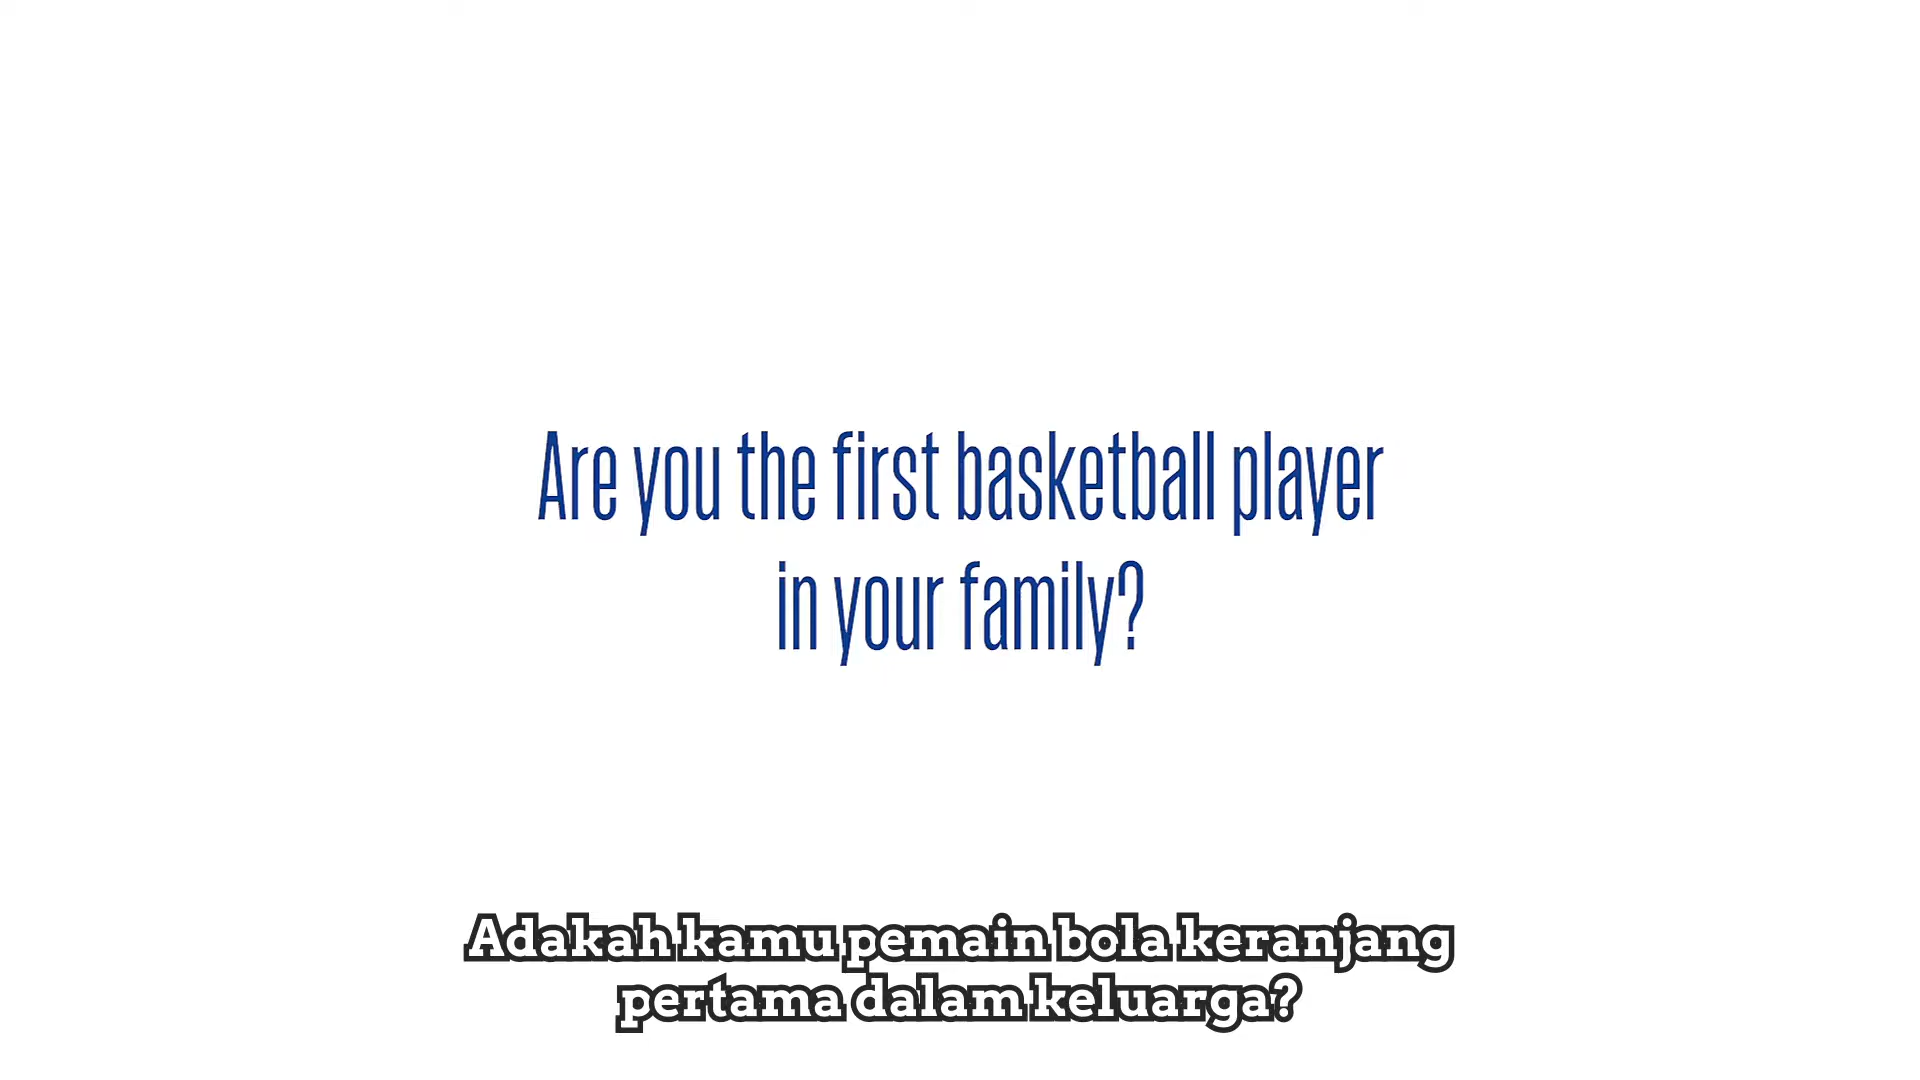 Are you the first basketball player
in your family?
Adakah kamu pemain bola keranjang
pertama dalam keluarga?